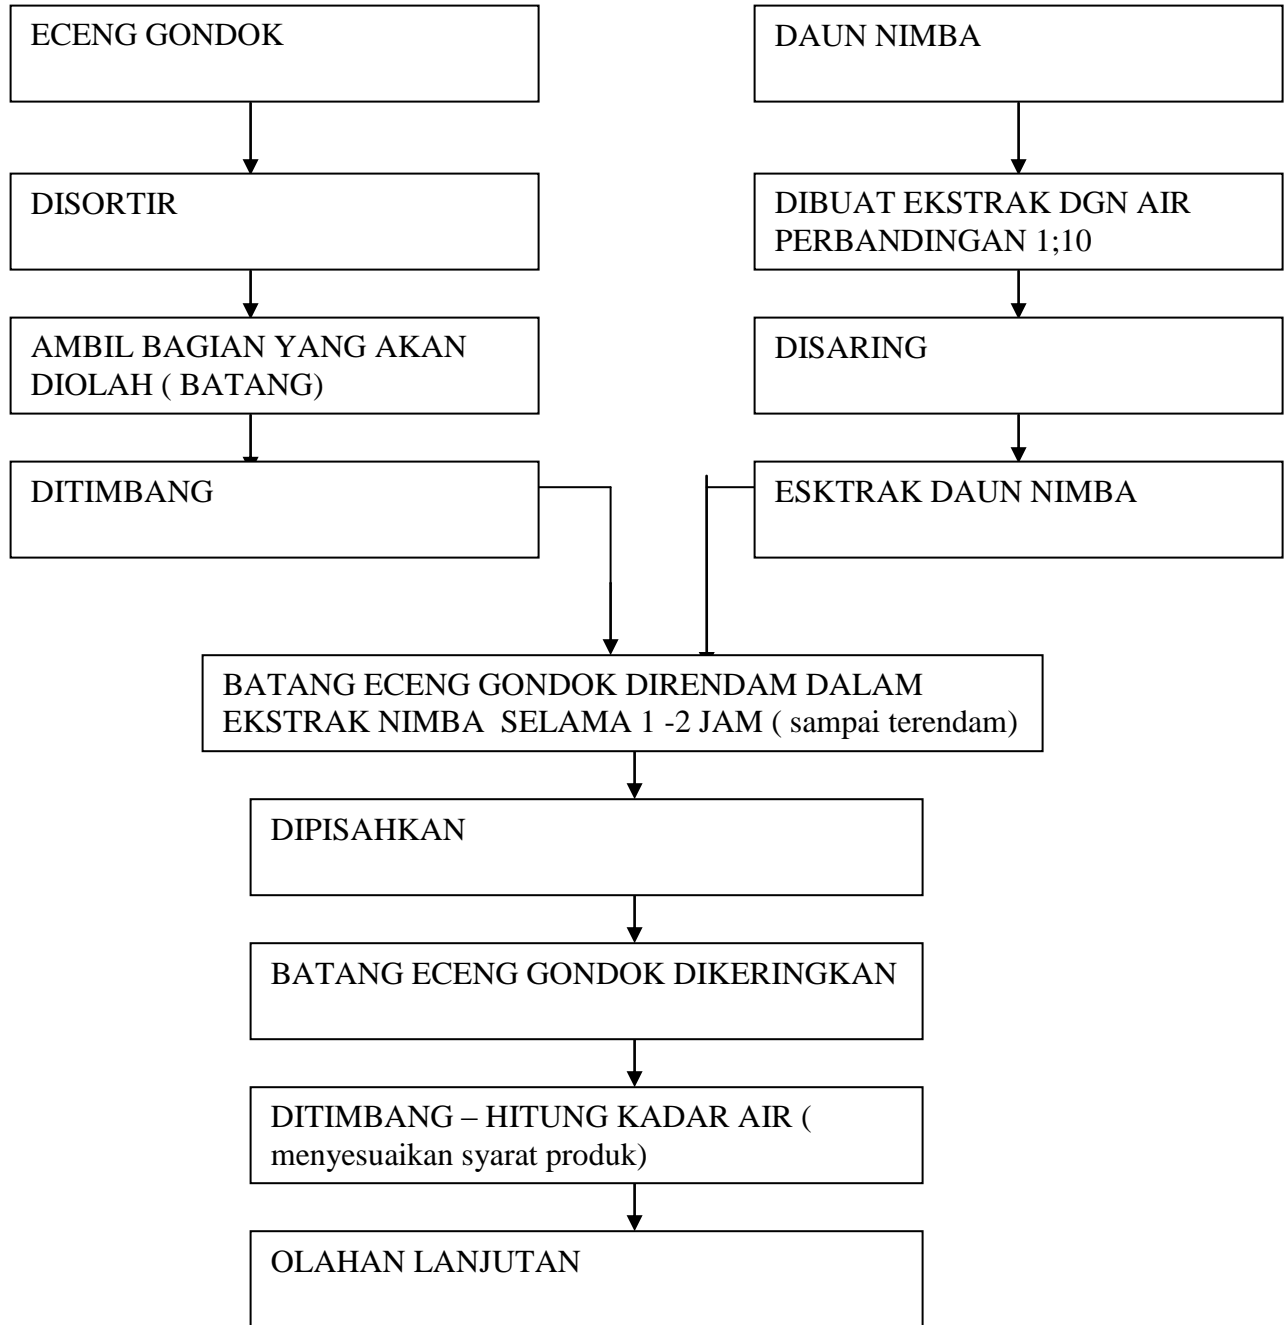 ECENG GONDOK
DAUN NIMBA
DISORTIR
DIBUAT EKSTRAK DGN AIR
PERBANDINGAN 1;10
AMBIL BAGIAN YANG AKAN
DIOLAH ( BATANG)
DISARING
DITIMBANG
ESKTRAK DAUN NIMBA
BATANG ECENG GONDOK DIRENDAM DALAM
EKSTRAK NIMBA  SELAMA 1 -2 JAM ( sampai terendam)
DIPISAHKAN
BATANG ECENG GONDOK DIKERINGKAN
DITIMBANG – HITUNG KADAR AIR (
menyesuaikan syarat produk)
OLAHAN LANJUTAN